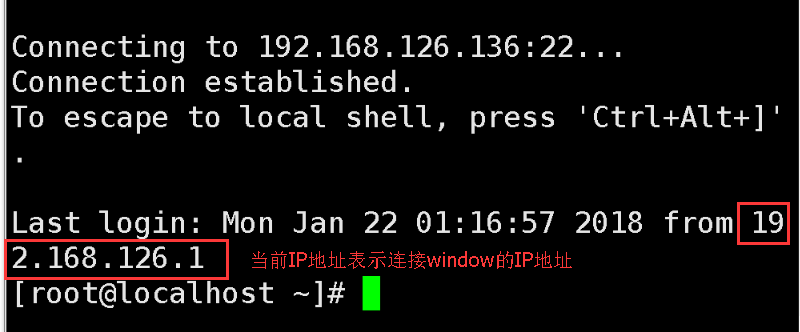 Connecting to 192.168.126.136:22...
Connection established.
To escape to local shell, press 'Ctrl+Alt+]'
.
Last login: Mon Jan 22 01:16:57 2018 from 19
2.168.126.1 当前IP地址表示连接window的IP地址
[root@localhost ~]#